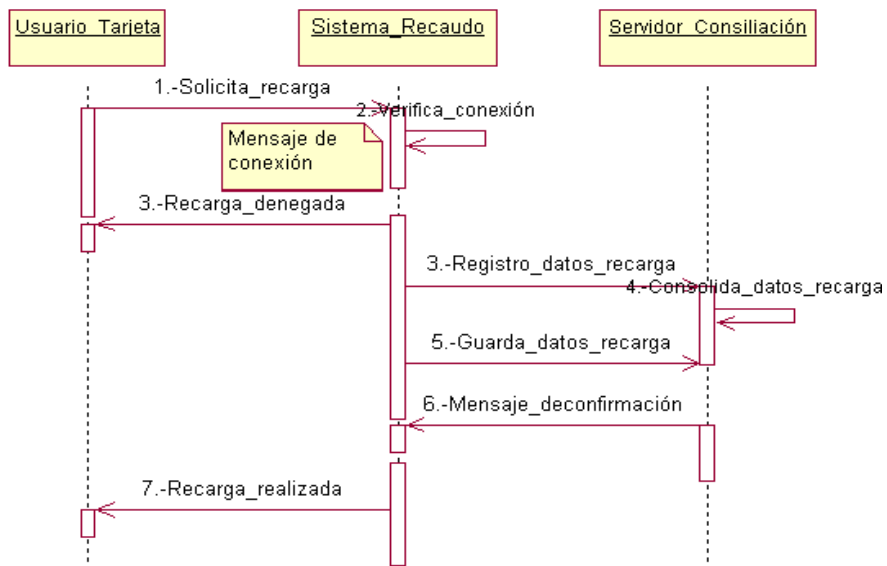 Usuario_Tarjeta
Sistema_Recaudo
Servidor_Consiliación
1.-Solicita_recarga
2.-Verifica_conexión
Mensaje de
conexión
3.-Recarga_denegada
3.-Registro_datos_recarga
4.-Consolida_datos_recarga
5.-Guarda_datos_recarga
6.-Mensaje_deconfirmación
7.-Recarga_realizada